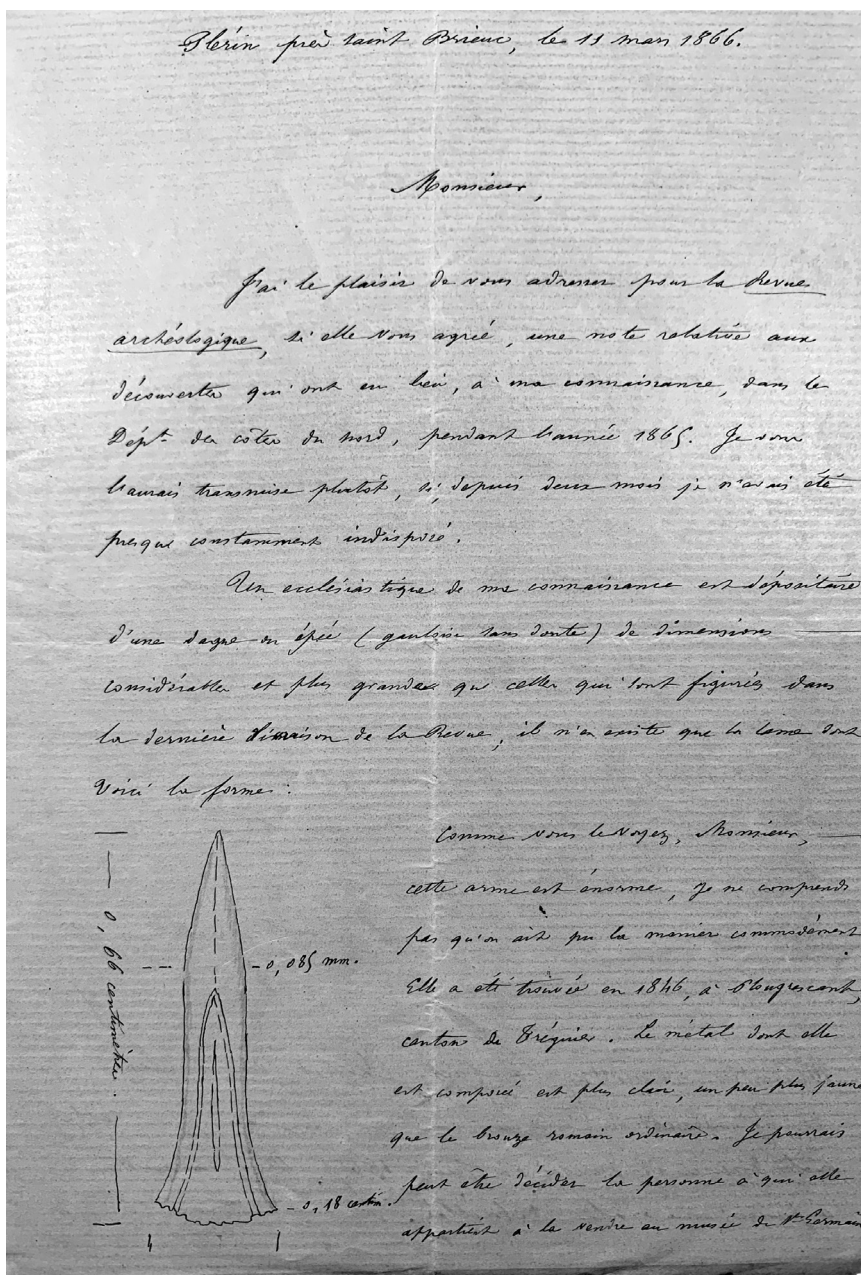 Plérin près saint Brieuc, le 11 mars 1866.
Monsieur,
J'ai le plaisir de vous adresser pour la Revue
archéologique, si elle vous agrée, une note relative aux
découvertes qui ont eu lieu, à ma connaissance, dans le
Dépt. des côtes du nord, pendant l'année 1865. Je vous
l'aurais transmise plutôt, si, depuis deux mois je n'avais été
presque constamment indisposé.
Un ecclésiastique de ma connaissance est dépositaire
d'une dague ou épée (gauloise sans doute) de dimensions
considérables et plus grandes que celles qui sont figurées dans
la dernière livraison de la Revue, il n'en existe que la lame dont
Voici la forme :
Comme vous le voyez, Monsieur,
cette arme est énorme, Je ne comprends
pas qu'on ait pu la manier commodément
Elle a été trouvée en 1846, à Plougrescant,
canton de Tréguier. Le métal dont elle
est composé est plus clair, un peu plus jaune
que le bronze romain ordinaire. Je pourrais
peut être décider la personne à qui elle
appartient à la vendre au musée de St Germain
0,66 centimètres.
0,085 mm.
0,18 centim.